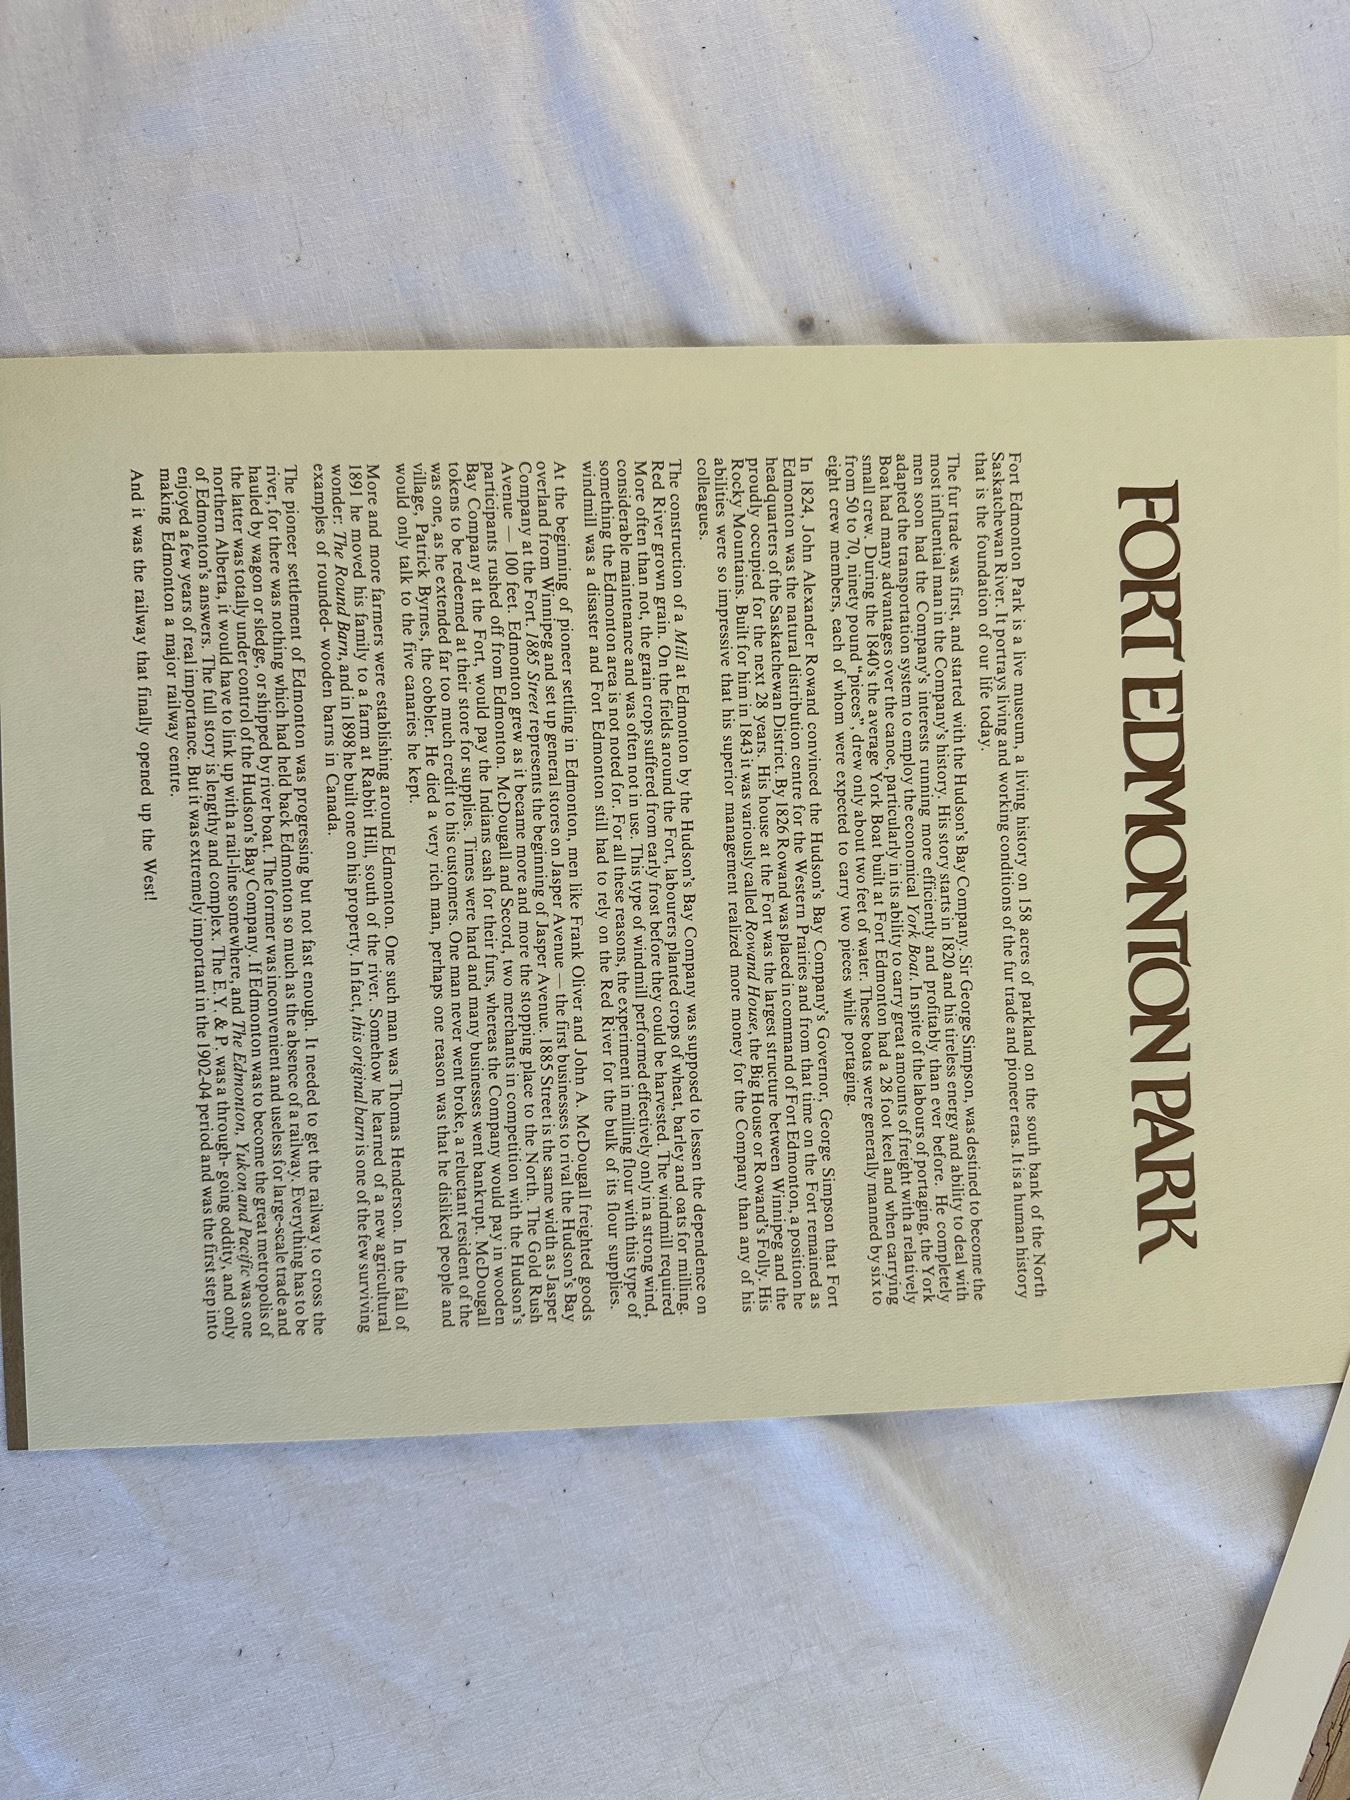 FORT EDMONTON PARK
Fort Edmonton Park is a live museum, a living history on 158 acres of parkland on the south bank of the North
Saskatchewan River. It portrays living and working conditions of the fur trade and pioneer eras. It is a human history
that is the foundation of our life today.
The fur trade was first, and started with the Hudson's Bay Company. Sir George Simpson, was destined to become the
most influential man in the Company's history. His story starts in 1820 and his tireless energy and ability to deal with
men soon had the Company's interests running more efficiently and profitably than ever before. He completely
adapted the transportation system to employ the economical York Boat. In spite of the labours of portaging, the York
Boat had many advantages over the canoe, particularly in its ability to carry great amounts of freight with a relatively
small crew. During the 1840's the average York Boat built at Fort Edmonton had a 28 foot keel and when carrying
from 50 to 70, ninety pound "pieces", drew only about two feet of water. These boats were generally manned by six to
eight crew members, each of whom were expected to carry two pieces while portaging.
In 1824, John Alexander Rowand convinced the Hudson's Bay Company's Governor, George Simpson that Fort
Edmonton was the natural distribution centre for the Western Prairies and from that time on the Fort remained as
headquarters of the Saskatchewan District. By 1826 Rowand was placed in command of Fort Edmonton, a position he
proudly occupied for the next 28 years. His house at the Fort was the largest structure between Winnipeg and the
Rocky Mountains. Built for him in 1843 it was variously called Rowand House, the Big House or Rowand's Folly. His
abilities were so impressive that his superior management realized more money for the Company than any of his
colleagues.
The construction of a Mill at Edmonton by the Hudson's Bay Company was supposed to lessen the dependence on
Red River grown grain. On the fields around the Fort, labourers planted crops of wheat, barley and oats for milling.
More often than not, the grain crops suffered from early frost before they could be harvested. The windmill required
considerable maintenance and was often not in use. This type of windmill performed effectively only in a strong wind,
something the Edmonton area is not noted for. For all these reasons, the experiment in milling flour with this type of
windmill was a disaster and Fort Edmonton still had to rely on the Red River for the bulk of its flour supplies.
At the beginning of pioneer settling in Edmonton, men like Frank Oliver and John A. McDougall freighted goods
overland from Winnipeg and set up general stores on Jasper Avenue — the first businesses to rival the Hudson's Bay
Company at the Fort. 1885 Street represents the beginning of Jasper Avenue. 1885 Street is the same width as Jasper
Avenue — 100 feet. Edmonton grew as it became more and more the stopping place to the North. The Gold Rush
participants rushed off from Edmonton. McDougall and Second, two merchants in competition with the Hudson's
Bay Company at the Fort, would pay the Indians cash for their furs, whereas the Company would pay in wooden
tokens to be redeemed at their store for supplies. Times were hard and many businesses went bankrupt. McDougall
was one, as he extended far too much credit to his customers. One man never went broke, a reluctant resident of the
village, Patrick Byrnes, the cobbler. He died a very rich man, perhaps one reason was that he disliked people and
would only talk to the five canaries he kept.
More and more farmers were establishing around Edmonton. One such man was Thomas Henderson. In the fall of
1891 he moved his family to a farm at Rabbit Hill, south of the river. Somehow he learned of a new agricultural
wonder: The Round Barn, and in 1898 he built one on his property. In fact, this original barn is one of the few surviving
examples of rounded- wooden barns in Canada.
The pioneer settlement of Edmonton was progressing but not fast enough. It needed to get the railway to cross the
river, for there was nothing which had held back Edmonton so much as the absence of a railway. Everything has to be
hauled by wagon or sledge, or shipped by river boat. The former was inconvenient and useless for large-scale trade and
the latter was totally under control of the Hudson's Bay Company. If Edmonton was to become the great metropolis of
northern Alberta, it would have to link up with a rail-line somewhere, and The Edmonton, Yukon and Pacific was one
of Edmonton's answers. The full story is lengthy and complex. The E.Y. & P. was a through- going oddity, and only
enjoyed a few years of real importance. But it was extremely important in the 1902-04 period and was the first step into
making Edmonton a major railway centre.
And it was the railway that finally opened up the West!